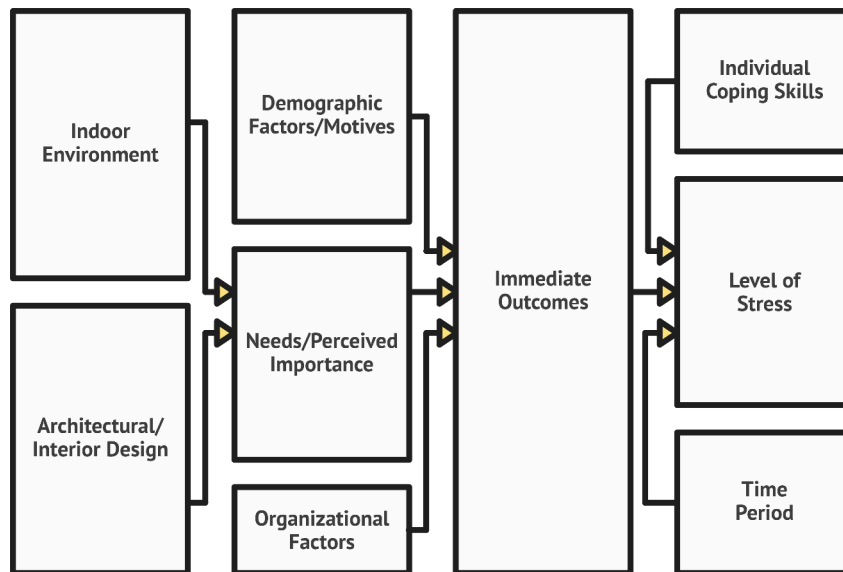 Indoor
Environment
Architectural/
Interior Design
Demographic
Factors/Motives
Needs/Perceived
Importance
Organizational
Factors
Immediate
Outcomes
Individual
Coping Skills
Level of
Stress
Time
Period